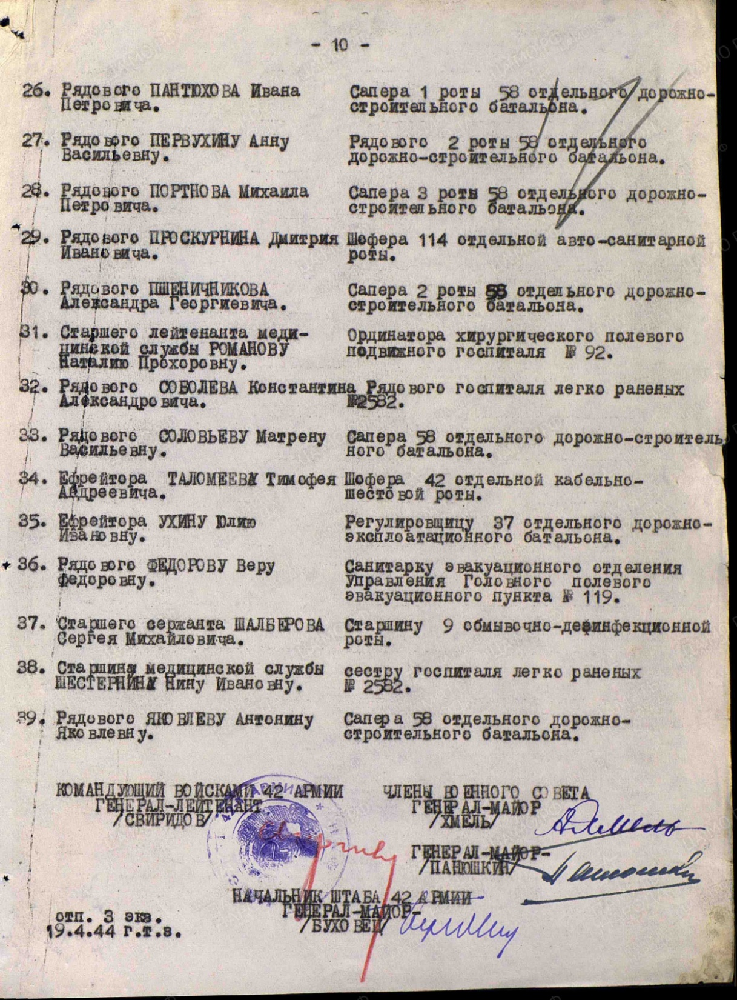 - 10 -
26. Рядового ПАНТЮХОВА Ивана Петровича. Сапера 1 роты 58 отдельного дорожно-
строительного батальона.
27. Рядового ПЕРВУХИНУ Анну Рядового 2 роты 58 отдельного
Васильевну. дорожно-строительного батальона.
28. Рядового ПОРТНОВА Михаила Сапера 3 роты 58 отдельного дорожно-
Петровича. строительного батальона.
29. Рядового ПРОСКУРНИНА Дмитрия Шофера 114 отдельной авто-санитарной
Ивановича. роты.
30. Рядового ПШЕНИЧНИКОВА Сапера 2 роты 58 отдельного дорожно-
Александра Георгиевича. строительного батальона.
31. Старшего лейтенанта меди- Ординатора хирургического полевого
цинской службы РОМАНОВУ подвижного госпиталя № 92.
Наталию Прохоровну.
32. Рядового СОБОЛЕВА Константина Рядового госпиталя легко раненых
Александровича. №2582.
33. Рядового СОЛОВЬЕВУ Матрену Сапера 58 отдельного дорожно-строитель
Васильевну. ного батальона.
34. Ефрейтора ТАЛОМЕЕВА Тимофея Шофера 42 отдельной кабельно-
Андреевича. шестовой роты.
35. Ефрейтора УХИНУ Юлию Регулировщицу 37 отдельного дорожно-
Ивановну. эксплоатационного батальона.
36. Рядового ФЕДОРОВУ Веру Санитарку эвакуационного отделения
Федоровну. Управления Головного полевого
эвакуационного пункта № 119.
37. Старшего сержанта ШАЛБЕРОВА Старшину 9 обмывочно-дезинфекционной
Сергея Михайловича. роты.
38. Старшину медицинской службы сестру госпиталя легко раненых
ШЕСТЕРНИНУ Нину Ивановну. № 2582.
39. Рядового ЯКОВЛЕВУ Антонину Сапера 58 отдельного дорожно-
Яковлевну. строительного батальона.
КОМАНДУЮЩИЙ ВОЙСКАМИ 42 АРМИИ ЧЛЕНЫ ВОЕННОГО СОВЕТА
ГЕНЕРАЛ-ЛЕЙТЕНАНТ ГЕНЕРАЛ-МАЙОР
/СВИРИДОВ/ /ХМЕЛЬ/
ГЕНЕРАЛ-МАЙОР-
/ПАНЮШКИН/
НАЧАЛЬНИК ШТАБА 42 АРМИИ
ГЕНЕРАЛ-МАЙОР-
/БУХОВЕЦ/
отп. 3 экз.
19.4.44 г.т.з.